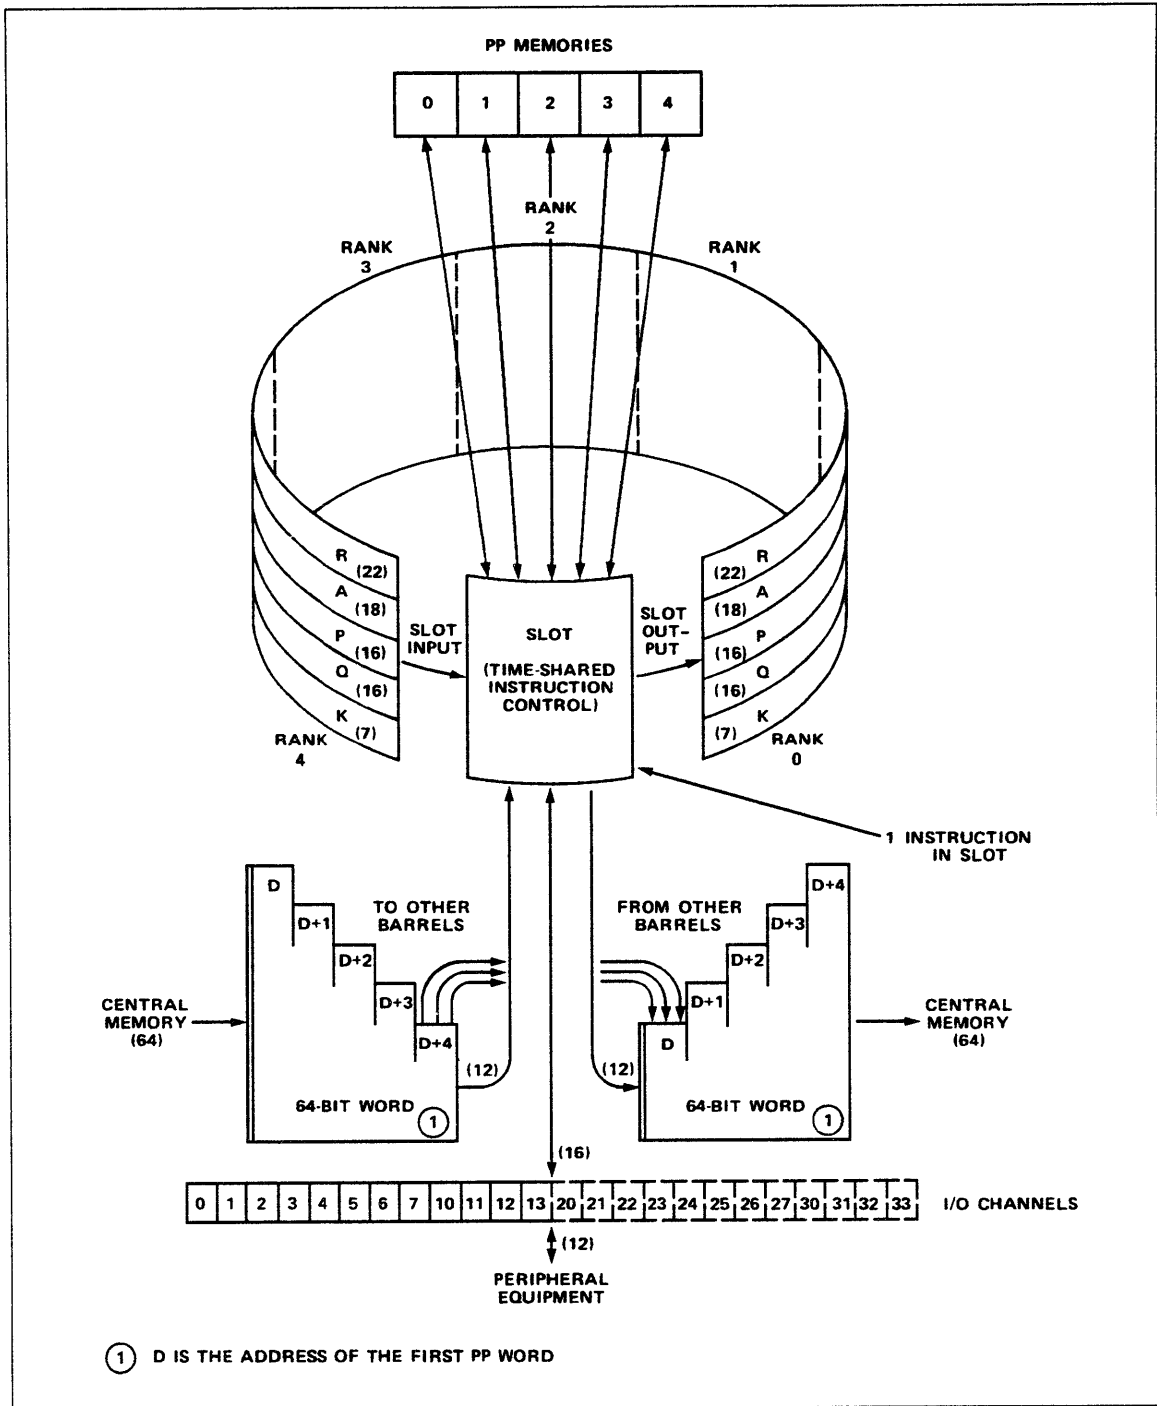 PP MEMORIES
0 1 2 3 4
RANK
2
RANK
3
RANK
1
R
(22)
A
(18)
P
(16)
Q
(16)
K
(7)
RANK
4
SLOT
INPUT
SLOT
(TIME-SHARED
INSTRUCTION
CONTROL)
SLOT
OUT-
PUT
R
(22)
A
(18)
P
(16)
Q
(16)
K
(7)
RANK
0
1 INSTRUCTION
IN SLOT
D
D+1
D+2
D+3
D+4
TO OTHER
BARRELS
CENTRAL
MEMORY
(64)
(12)
64-BIT WORD
1
FROM OTHER
BARRELS
D+4
D+3
D+2
D+1
D
(12)
64-BIT WORD
1
CENTRAL
MEMORY
(64)
(16)
0 1 2 3 4 5 6 7 10 11 12 13 20 21 22 23 24 25 26 27 30 31 32 33 I/O CHANNELS
(12)
PERIPHERAL
EQUIPMENT
1 D IS THE ADDRESS OF THE FIRST PP WORD